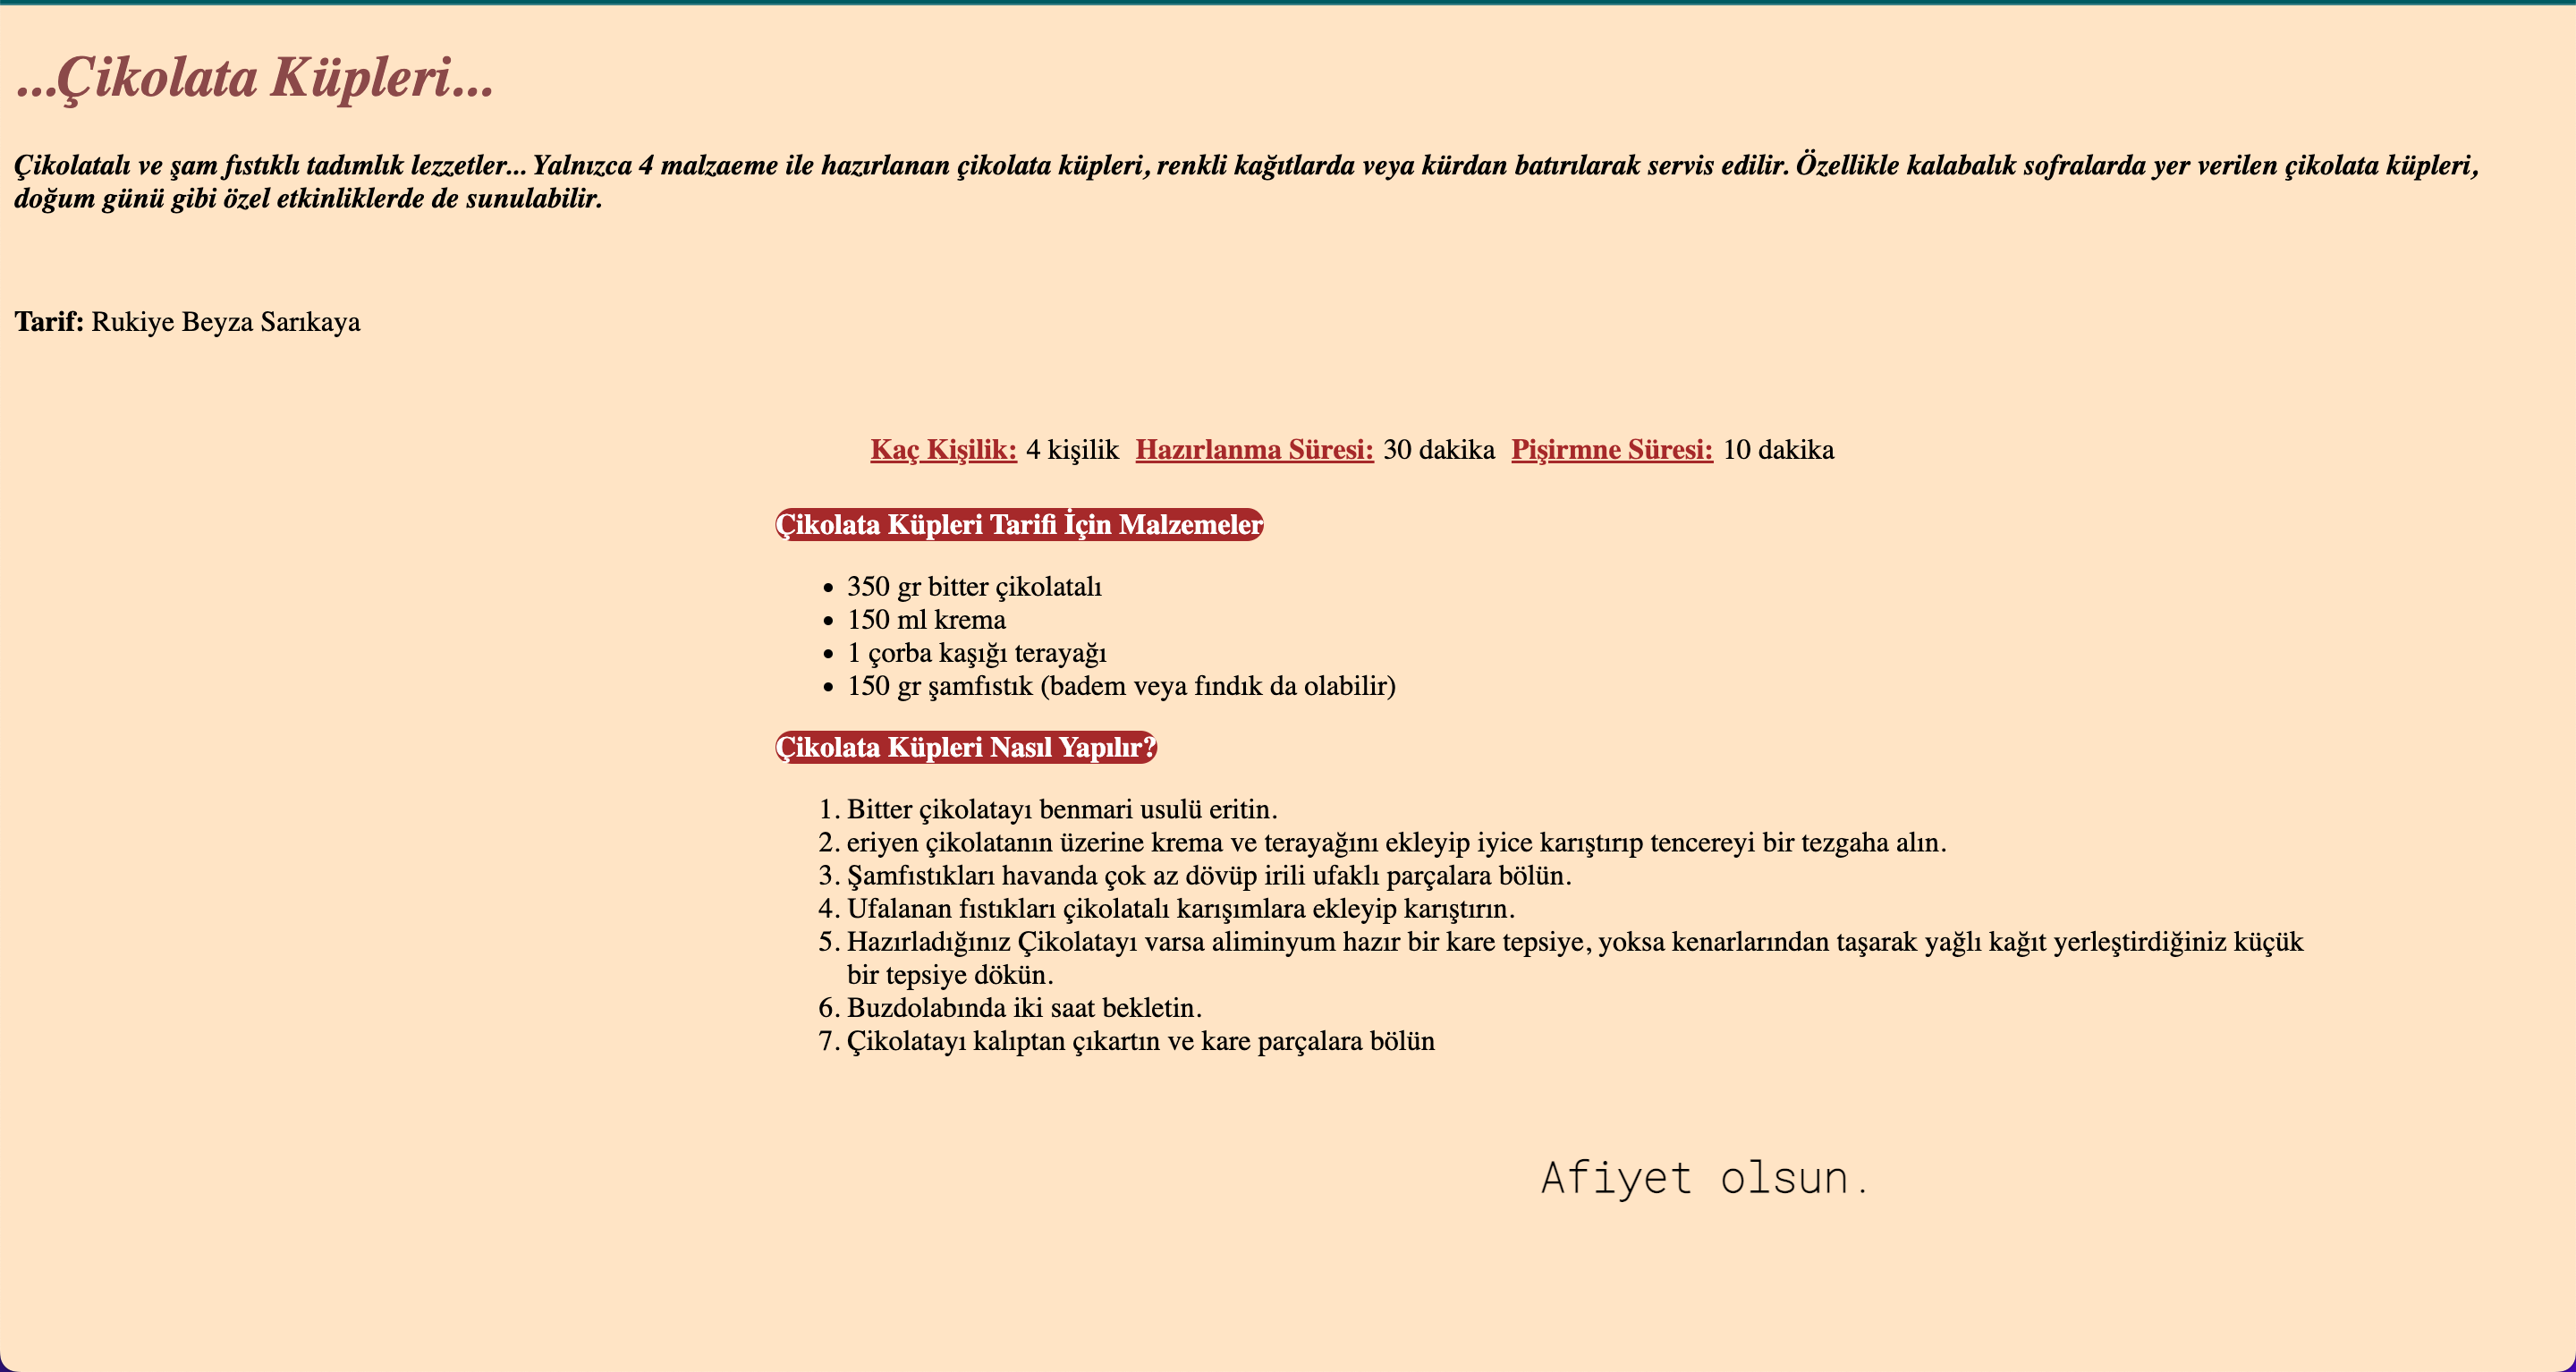 ...Çikolata Küpleri...
Çikolatalı ve şam fıstıklı tadımlık lezzetler... Yalnızca 4 malzaeme ile hazırlanan çikolata küpleri, renkli kağıtlarda veya kürdan batırılarak servis edilir. Özellikle kalabalık sofralarda yer verilen çikolata küpleri,
doğum günü gibi özel etkinliklerde de sunulabilir.
Tarif: Rukiye Beyza Sarıkaya
Kaç Kişilik: 4 kişilik Hazırlanma Süresi: 30 dakika Pişirmne Süresi: 10 dakika
Çikolata Küpleri Tarifi İçin Malzemeler
• 350 gr bitter çikolatalı
• 150 ml krema
• 1 çorba kaşığı terayağı
• 150 gr şamfıstık (badem veya fındık da olabilir)
Çikolata Küpleri Nasıl Yapılır?
1. Bitter çikolatayı benmari usulü eritin.
2. eriyen çikolatanın üzerine krema ve terayağını ekleyip iyice karıştırıp tencereyi bir tezgaha alın.
3. Şamfıstıkları havanda çok az dövüp irili ufaklı parçalara bölün.
4. Ufalanan fıstıkları çikolatalı karışımlara ekleyip karıştırın.
5. Hazırladığınız Çikolatayı varsa aliminyum hazır bir kare tepsiye, yoksa kenarlarından taşarak yağlı kağıt yerleştirdiğiniz küçük
bir tepsiye dökün.
6. Buzdolabında iki saat bekletin.
7. Çikolatayı kalıptan çıkartın ve kare parçalara bölün
Afiyet olsun.